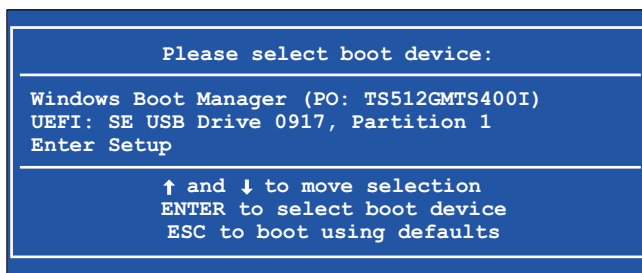 Please select boot device:
Windows Boot Manager (PO: TS512GMTS400I)
UEFI: SE USB Drive 0917, Partition 1
Enter Setup
↑ and ↓ to move selection
ENTER to select boot device
ESC to boot using defaults